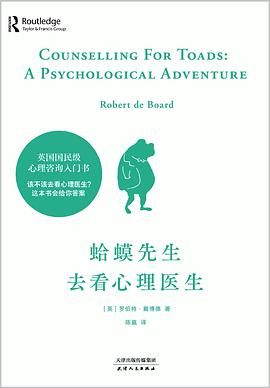 Routledge
Taylor & Francis Group
COUNSELLING FOR TOADS:
A PSYCHOLOGICAL ADVENTURE
Robert de Board
英国国民级
心理咨询入门书
该不该去看心理医生?
这本书会给你答案
蛤蟆先生
去看心理医生
[英] 罗伯特·戴博德 著
陈赢 译
天津出版传媒集团
天津人民出版社